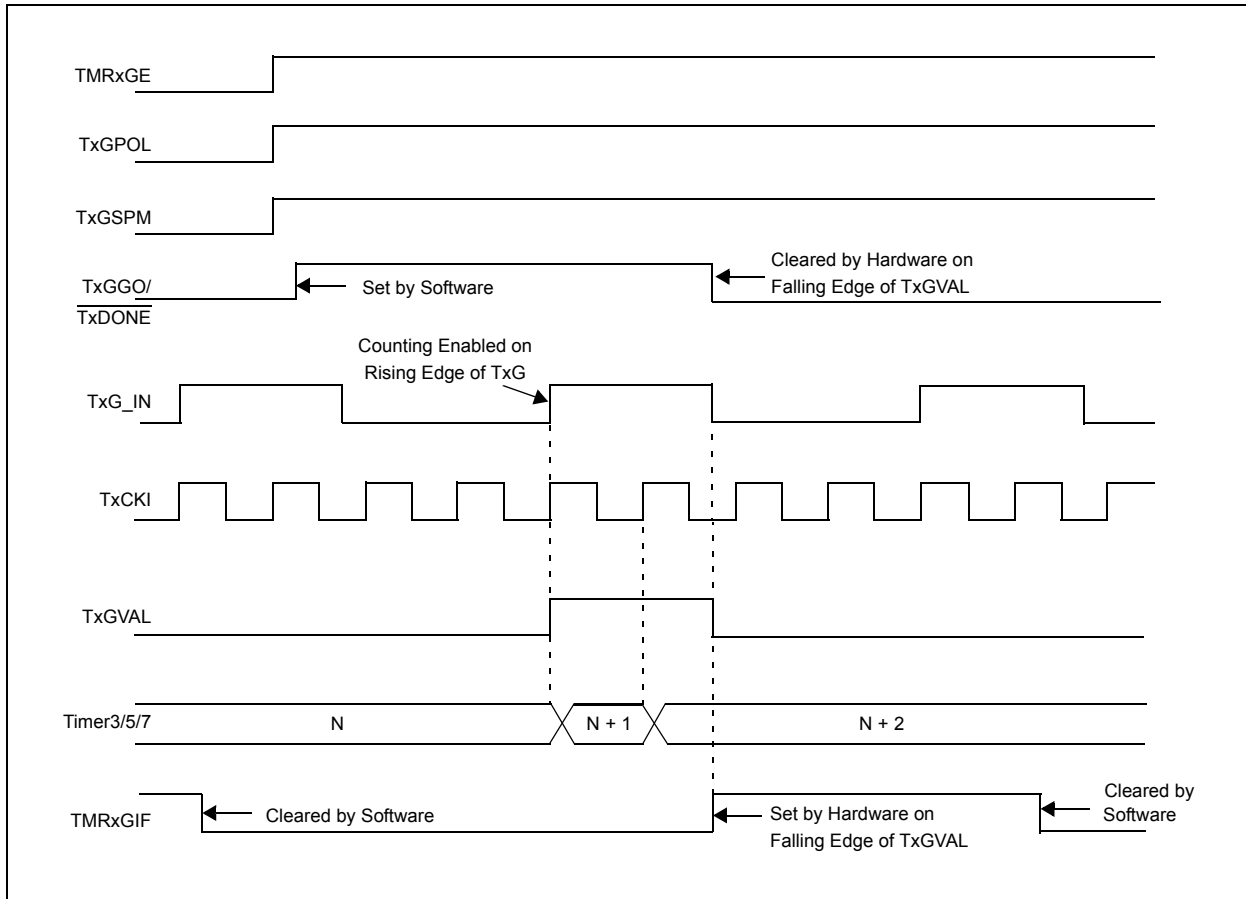 TMRxGE
TxGPOL
TxGSPM
TxGGO/
TxDONE
Set by Software
Cleared by Hardware on
Falling Edge of TxGVAL
Counting Enabled on
Rising Edge of TxG
TxG_IN
TxCKI
TxGVAL
Timer3/5/7
N
N + 1
N + 2
TMRxGIF
Cleared by Software
Set by Hardware on
Falling Edge of TxGVAL
Cleared by
Software